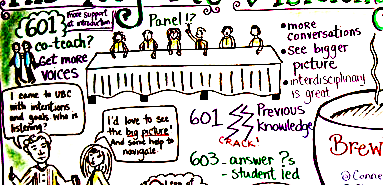 601
more support
at introduction
co-teach?
Get more
voices
Panel !?
• more
conversations
• See bigger
picture
• interdisciplinary
is great
I came to UBC
with intentions
and goals. who is
listening?
I'd love to see
the big picture
And some help to
navigate.
601
CRACK!
Previous
Knowledge
603 - answer ?s
- student led
Brew